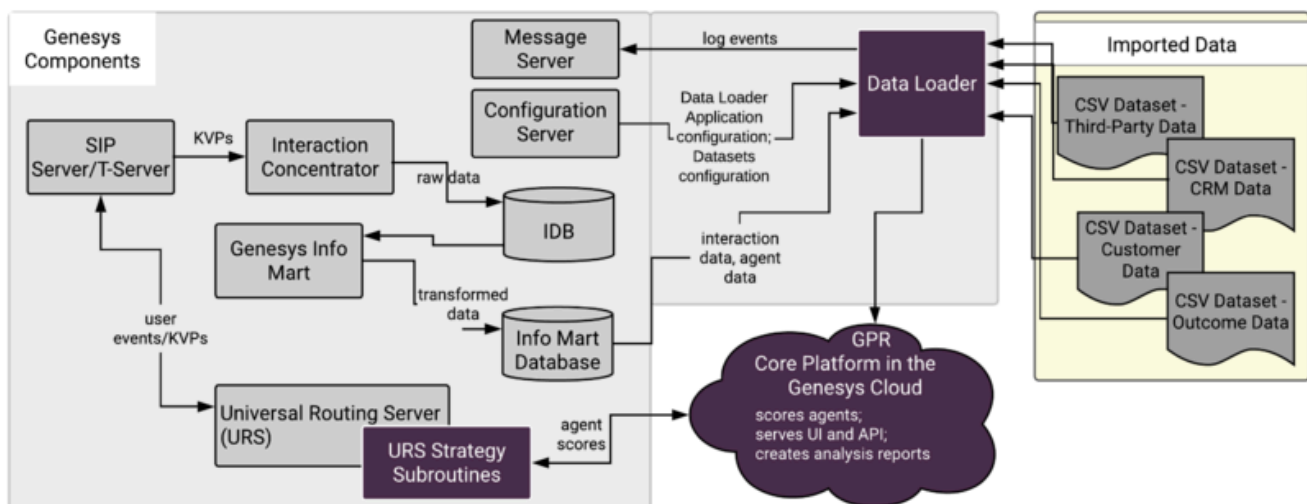 Genesys
Components
Message
Server
log events
Data Loader
Imported Data
Configuration
Server
Data Loader
Application
configuration;
Datasets
configuration
CSV Dataset -
Third-Party Data
CSV Dataset -
CRM Data
CSV Dataset -
Customer
Data
CSV Dataset -
Outcome Data
SIP
Server/T-Server
KVPs
Interaction
Concentrator
raw data
IDB
Genesys Info
Mart
transformed
data
Info Mart
Database
interaction
data, agent
data
user
events/KVPs
Universal Routing Server
(URS)
URS Strategy
Subroutines
agent
scores
GPR
Core Platform in the
Genesys Cloud
scores agents;
serves UI and API;
creates analysis reports